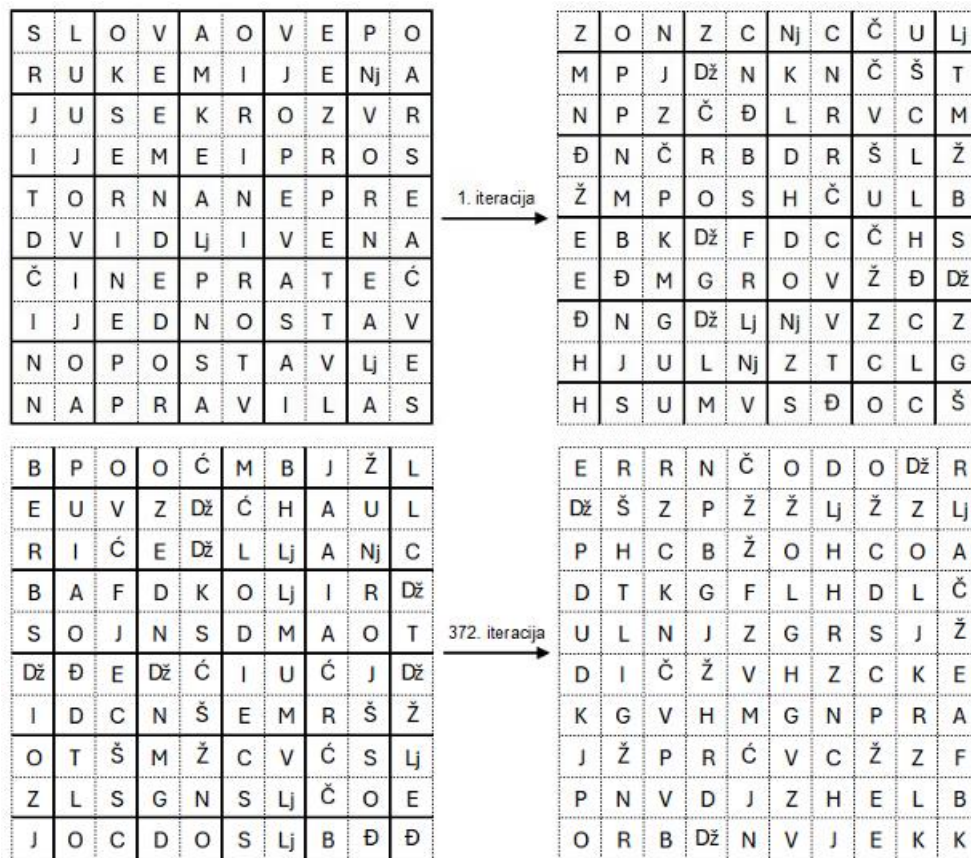 S L O V A O V E P O
R U K E M I J E Nj A
J U S E K R O Z V R
I J E M E I P R O S
T O R N A N E P R E
D V I D Lj I V E N A
Č I N E P R A T E Ć
I J E D N O S T A V
N O P O S T A V Lj E
N A P R A V I L A S
1. iteracija
Z O N Z C Nj C Č U Lj
M P J Dž N K N Č Š T
N P Z Č Đ L R V C M
Đ N Č R B D R Š L Ž
Ž M P O S H Č U L B
E B K Dž F D C Č H S
E Đ M G R O V Ž Đ Dž
Đ N G Dž Lj Nj V Z C Z
H J U L Nj Z T C L G
H S U M V S Đ O C Š
B P O O Ć M B J Ž L
E U V Z Dž Ć H A U L
R I Ć E Dž L Lj A Nj C
B A F D K O Lj I R Dž
S O J N S D M A O T
Dž Đ E Dž Ć I U Ć J Dž
I D C N Š E M R Š Ž
O T Š M Ž C V Ć S Lj
Z L S G N S Lj Č O E
J O C D O S Lj B Đ Đ
372. iteracija
E R R N Č O D O Dž R
Dž Š Z P Ž Ž Lj Ž Z Lj
P H C B Ž O H C O A
D T K G F L H D L Č
U L N J Z G R S J Ž
D I Č Ž V H Z C K E
K G V H M G N P R A
J Ž P R Ć V C Ž Z F
P N V D J Z H E L B
O R B Dž N V J E K K